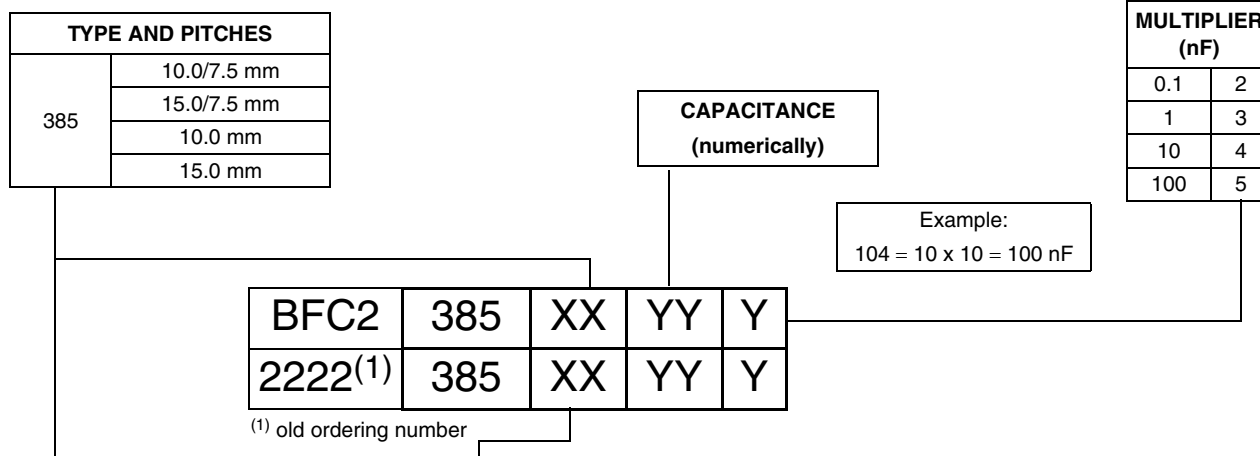 TYPE AND PITCHES
385
10.0/7.5 mm
15.0/7.5 mm
10.0 mm
15.0 mm
CAPACITANCE
(numerically)
MULTIPLIER
(nF)
0.1 2
1 3
10 4
100 5
Example:
104 = 10 x 10 = 100 nF
BFC2 385 XX YY Y
2222(1) 385 XX YY Y
(1) old ordering number